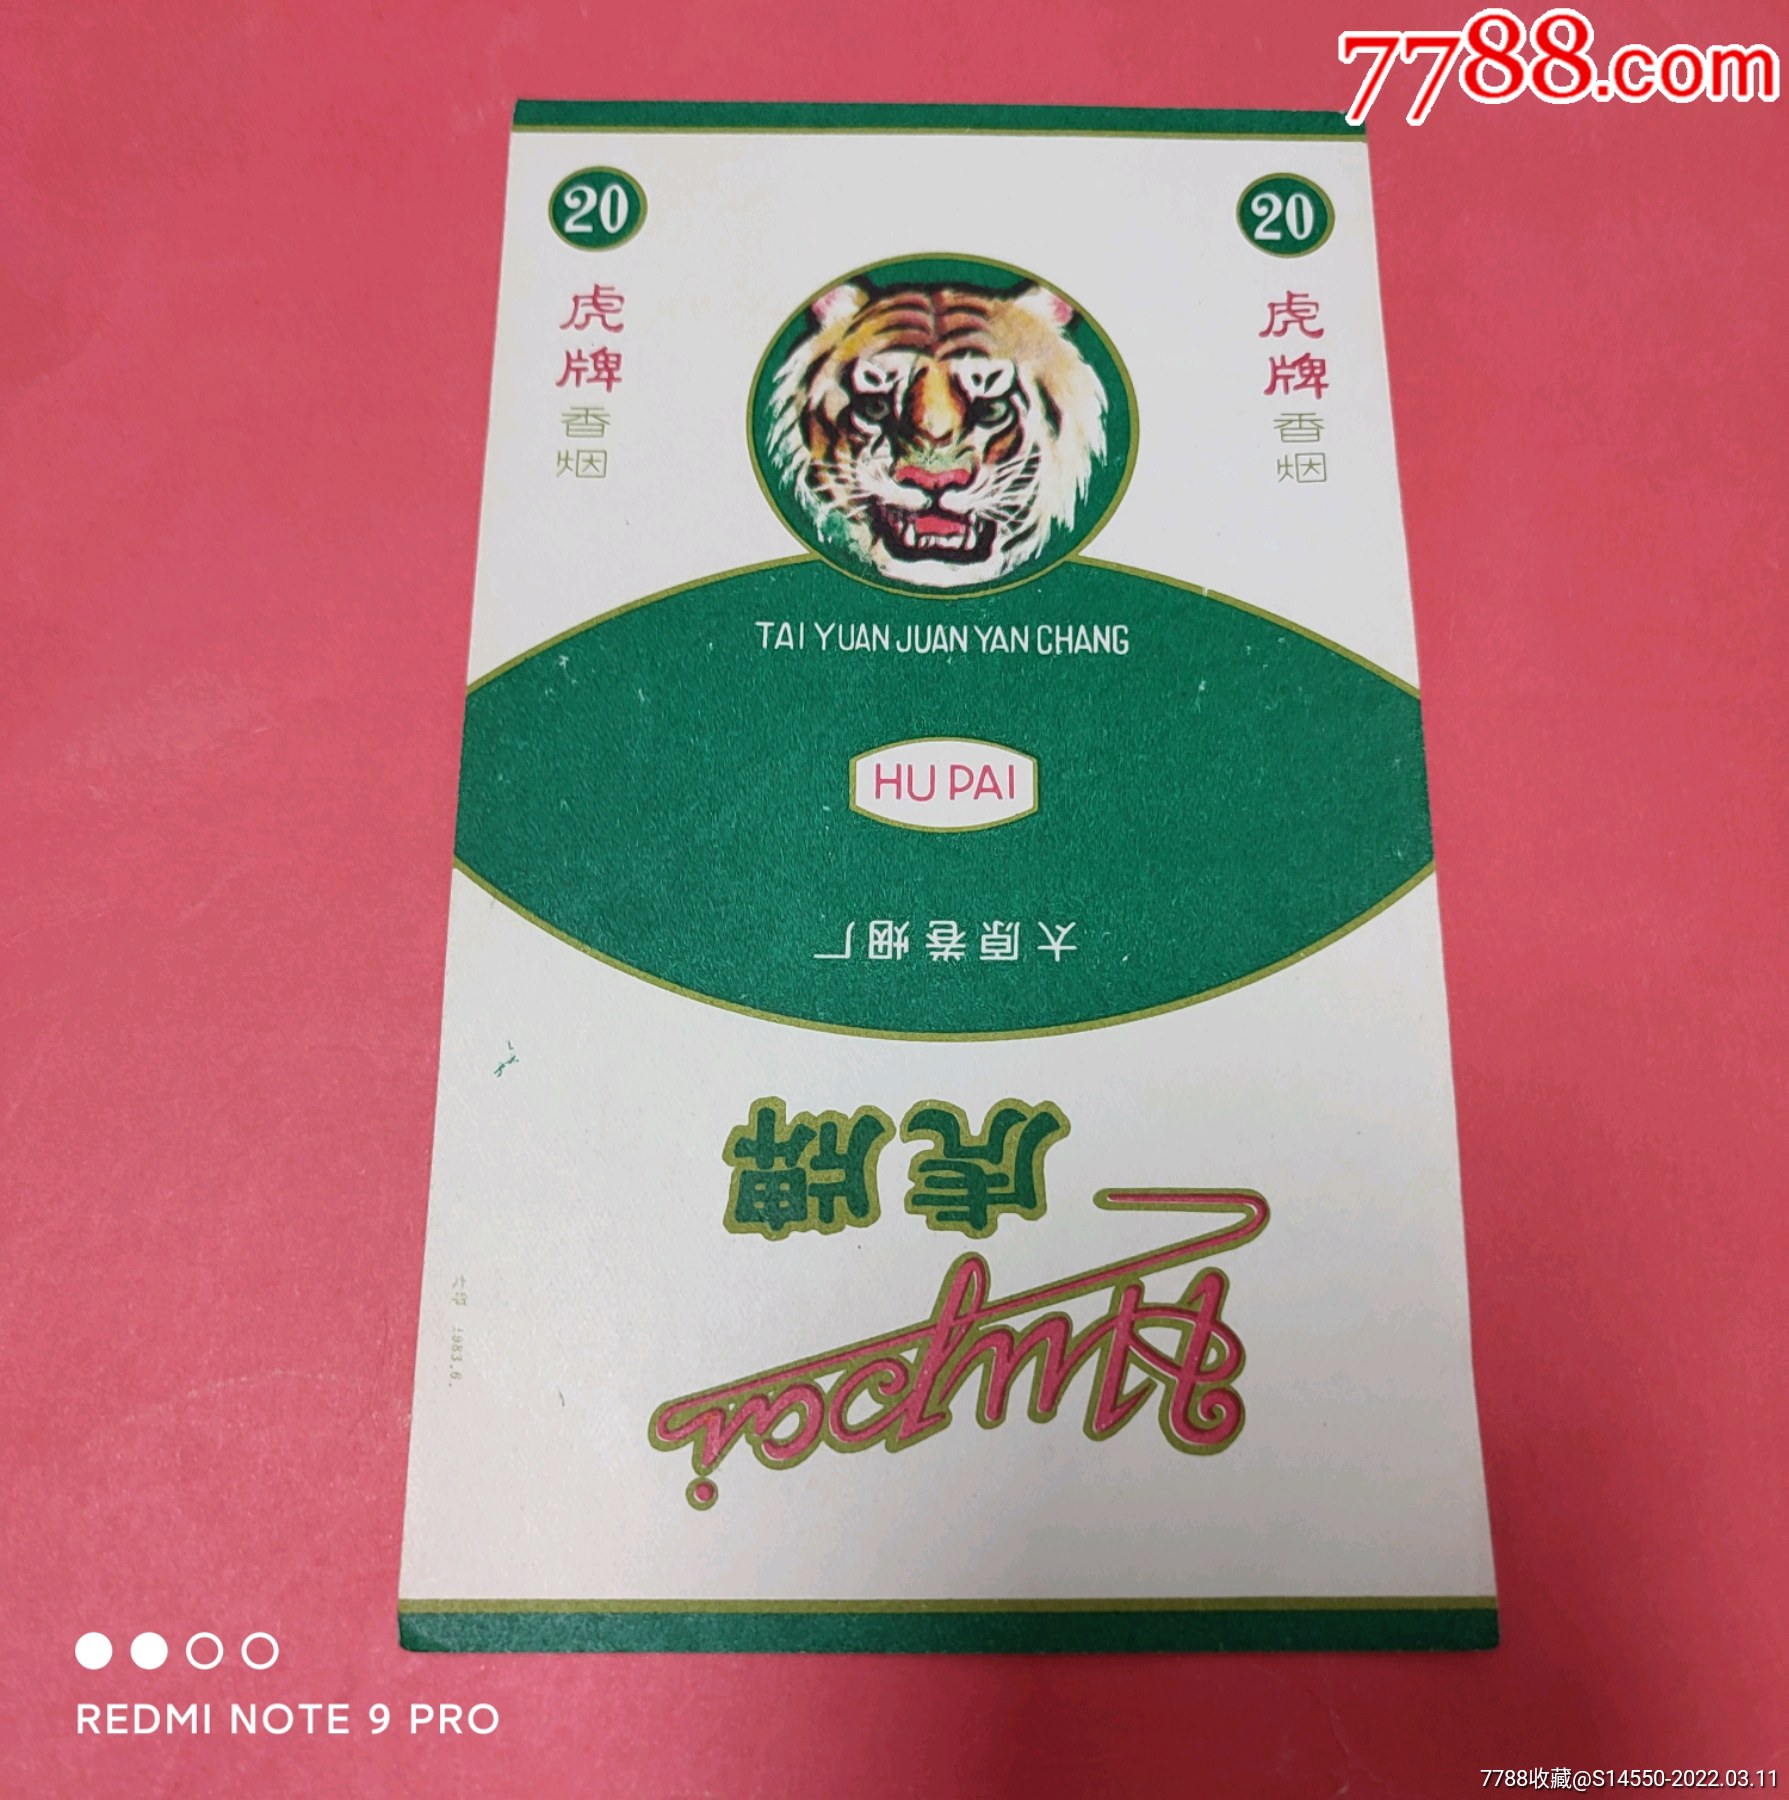 7788.com
20
20
虎牌香烟
虎牌香烟
TAI YUAN JUAN YAN CHANG
HU PAI
太原卷烟厂
虎牌
Hupai
1983.6.
REDMI NOTE 9 PRO
7788收藏@S14550-2022.03.11